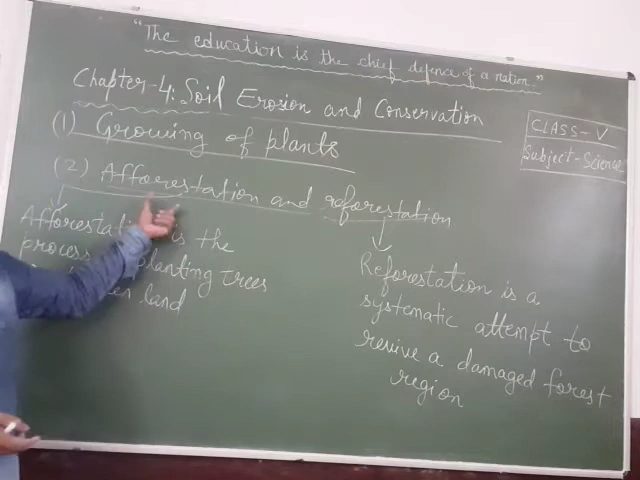 "The education is the chief defence of a nation."
Chapter-4: Soil Erosion and Conservation
CLASS-V
Subject-Science
(1) Growing of plants
(2) Afforestation and reforestation
Afforestation is the
process planting trees
land
Reforestation is a
systematic attempt to
revive a damaged forest
region